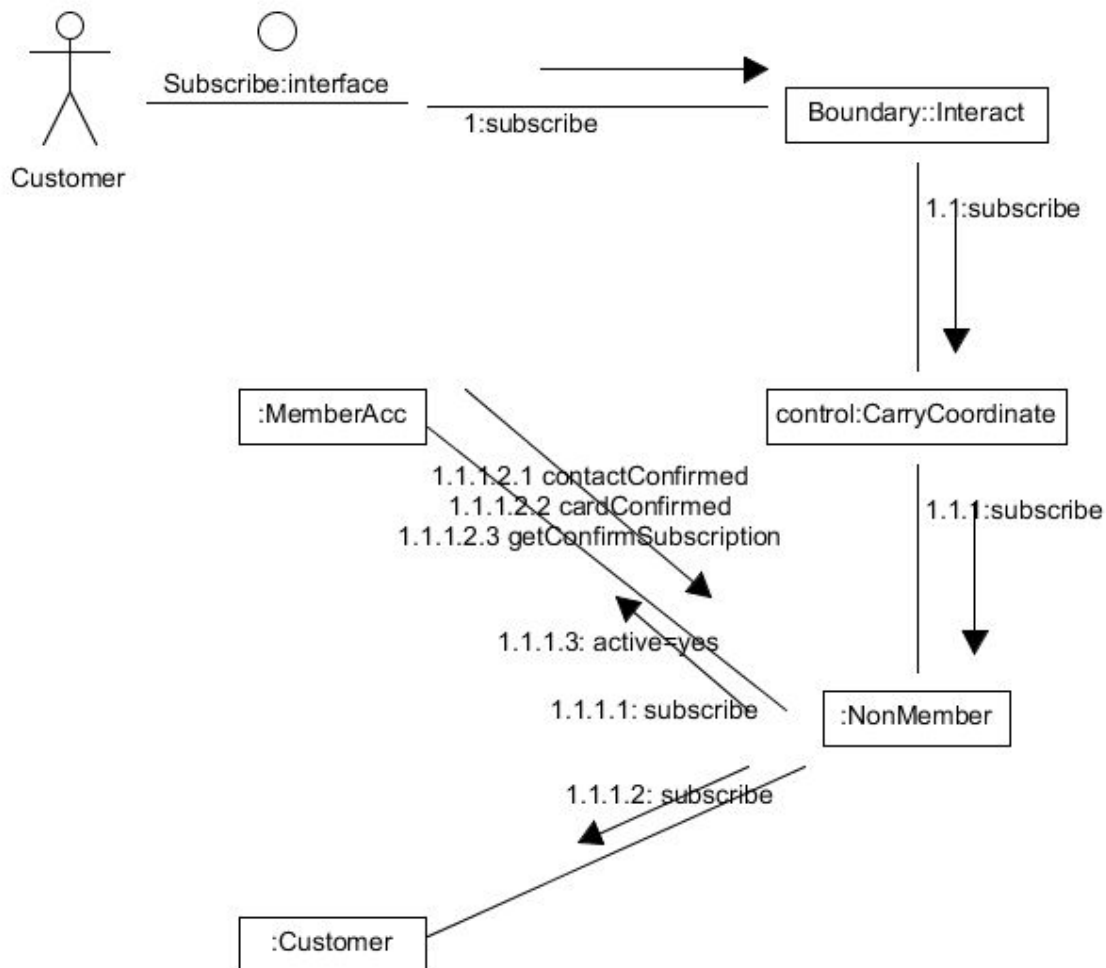 Subscribe:interface
1:subscribe
Boundary::Interact
Customer
1.1:subscribe
:MemberAcc
control:CarryCoordinate
1.1.1.2.1 contactConfirmed
1.1.1.2.2 cardConfirmed
1.1.1.2.3 getConfirmSubscription
1.1.1:subscribe
1.1.1.3: active=yes
1.1.1.1: subscribe
:NonMember
1.1.1.2: subscribe
:Customer